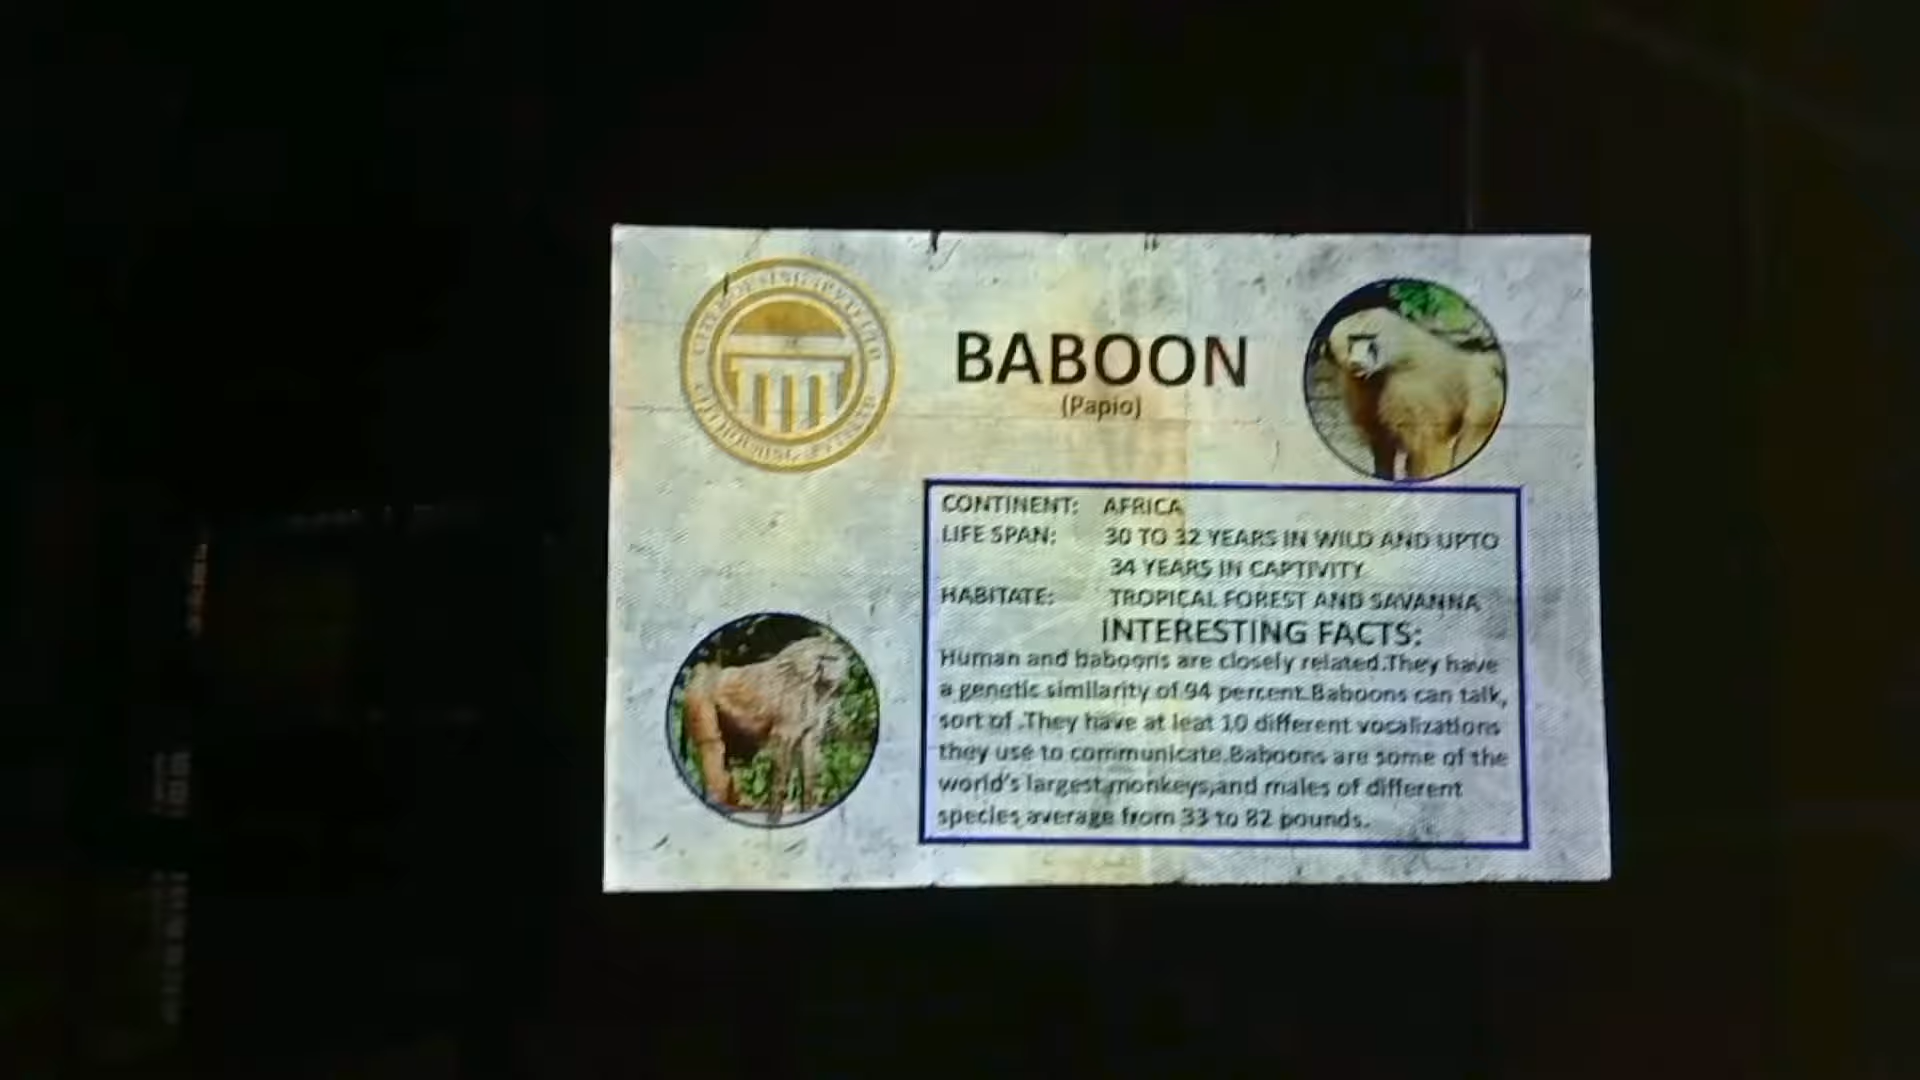 BABOON
(Papio)
CONTINENT: AFRICA
LIFE SPAN: 30 TO 32 YEARS IN WILD AND UPTO
34 YEARS IN CAPTIVITY
HABITATE: TROPICAL FOREST AND SAVANNA
INTERESTING FACTS:
Human and baboons are closely related.They have
a genetic similarity of 94 percent.Baboons can talk,
sort of .They have at leat 10 different vocalizations
they use to communicate.Baboons are some of the
world's largest monkeys,and males of different
species average from 33 to 82 pounds.